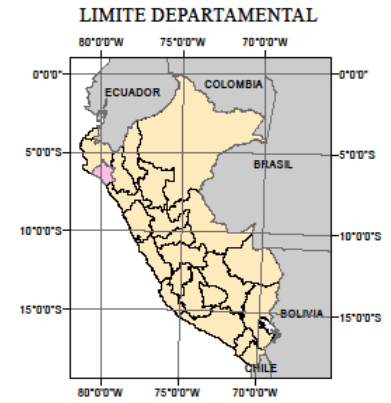 LIMITE DEPARTAMENTAL
80°0'0"W 75°0'0"W 70°0'0"W
0°0'0" 0°0'0"
ECUADOR COLOMBIA
5°0'0"S 5°0'0"S
BRASIL
10°0'0"S 10°0'0"S
15°0'0"S BOLIVIA 15°0'0"S
CHILE
80°0'0"W 75°0'0"W 70°0'0"W